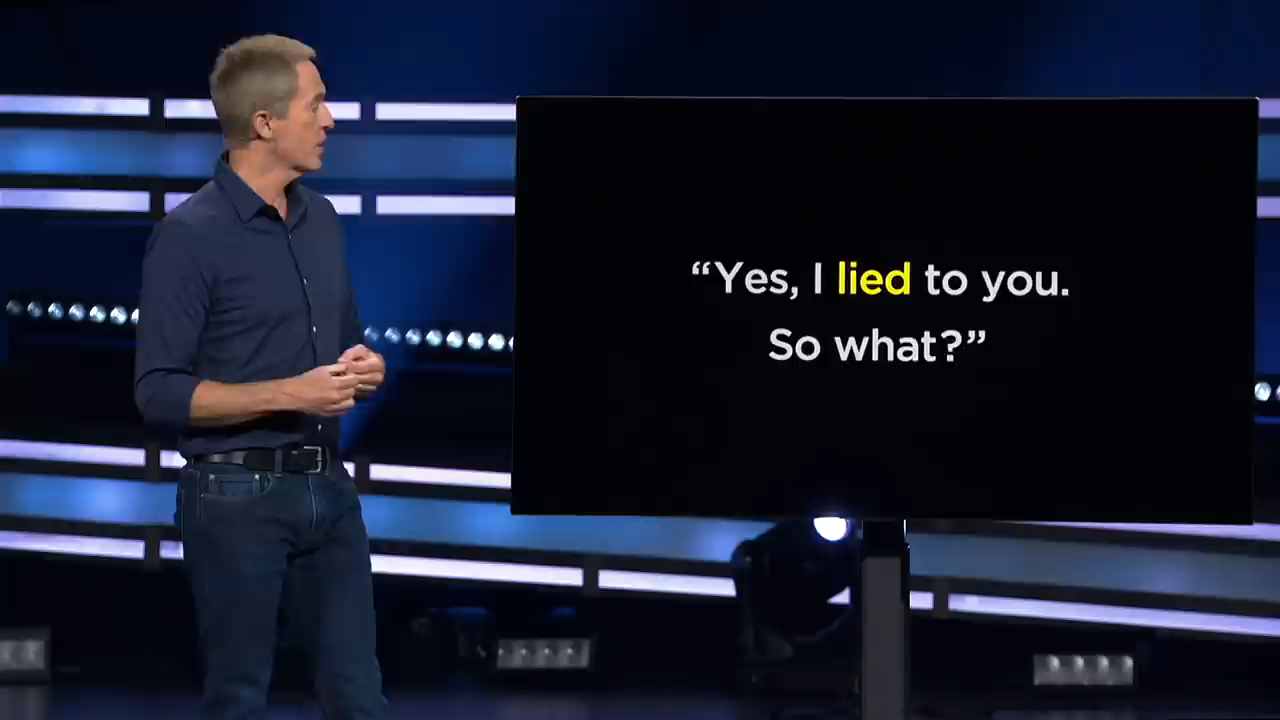 “Yes, I lied to you.
So what?”